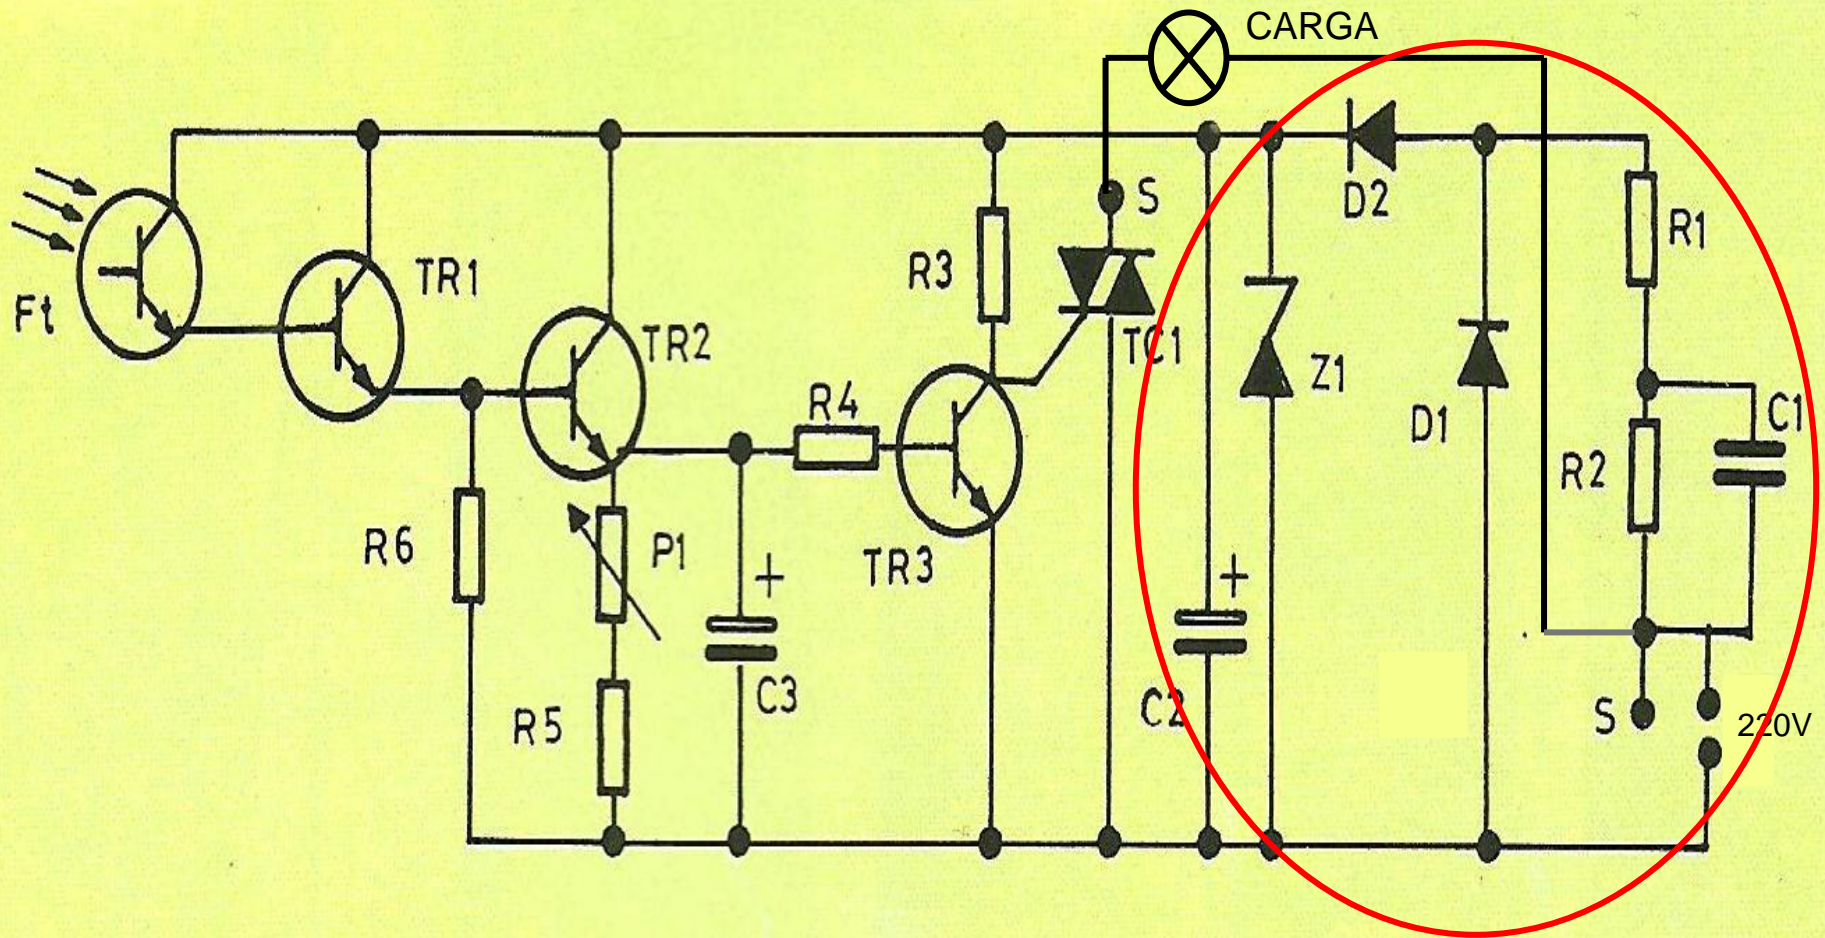 CARGA
S
D2
R1
Ft
TR1
R3
TR2
TC1
Z1
R4
D1
C1
R2
R6
P1
TR3
+
+
R5
C3
C2
S
220V